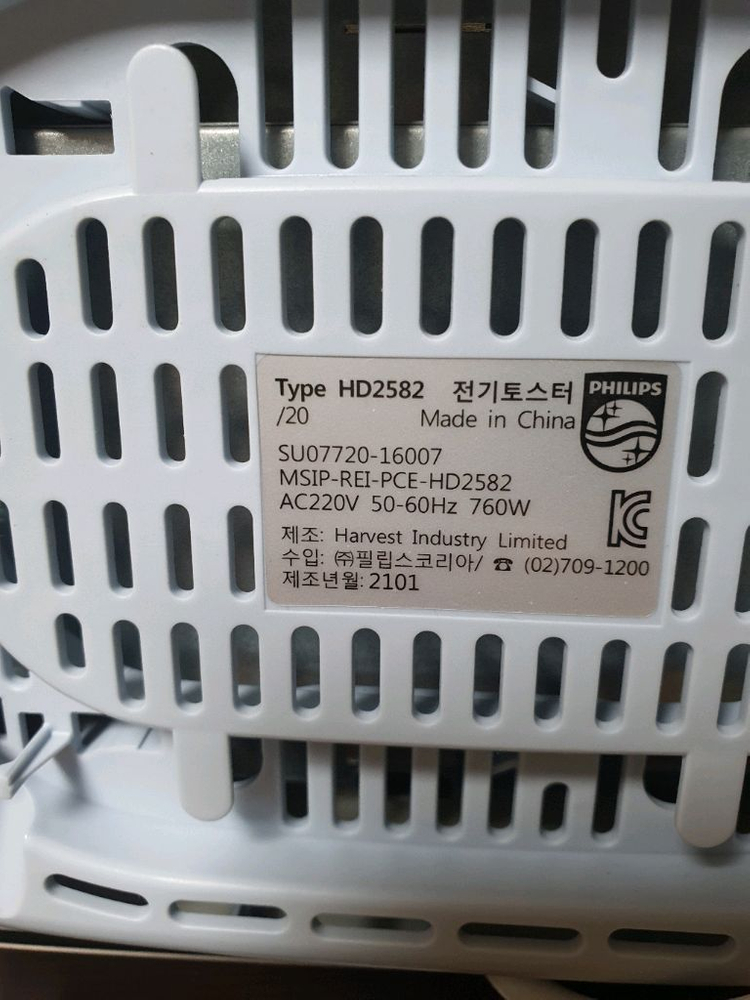 Type HD2582 전기토스터
/20 Made in China
PHILIPS
SU07720-16007
MSIP-REI-PCE-HD2582
AC220V 50-60Hz 760W
제조: Harvest Industry Limited
수입: ㈜필립스코리아/ ☎ (02)709-1200
제조년월: 2101